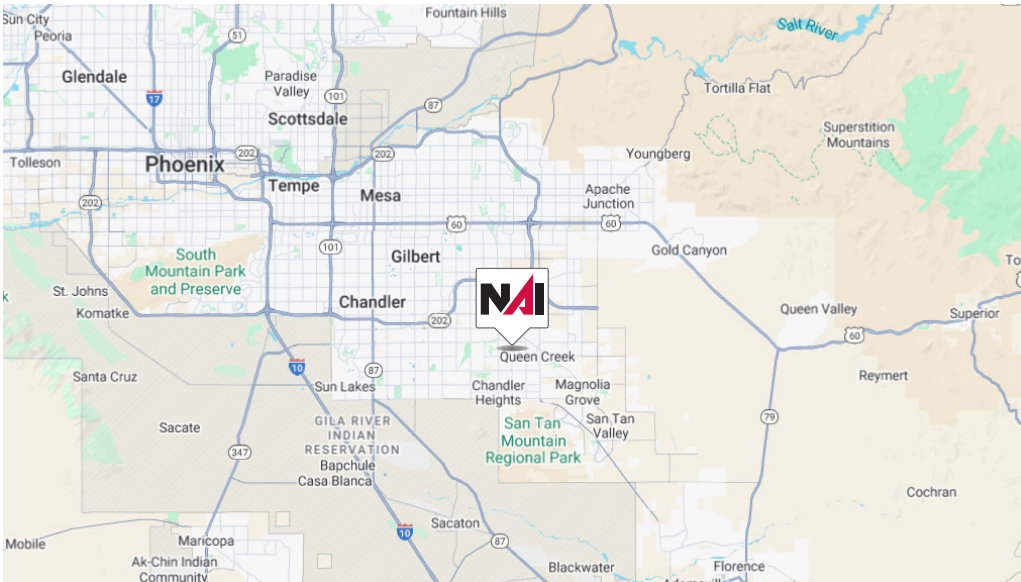 Sun City
Fountain Hills
Salt River
Peoria
51
Glendale
Paradise
Valley
17
101
87
Tortilla Flat
Scottsdale
Superstition
Mountains
Tolleson
Phoenix
202
202
Youngberg
Tempe
Mesa
Apache
Junction
202
60
60
101
Gilbert
Gold Canyon
South
Mountain Park
and Preserve
To
St. Johns
Chandler
NAI
Komatke
202
Queen Valley
Superior
60
Queen Creek
Santa Cruz
10
87
Sun Lakes
Chandler
Heights
Magnolia
Grove
Reymert
79
GILA RIVER
INDIAN
RESERVATION
San Tan
Mountain
Regional Park
San Tan
Valley
Sacate
347
Bapchule
Casa Blanca
Cochran
Sacaton
10
87
Mobile
Maricopa
Ak-Chin Indian
Community
Blackwater
Florence